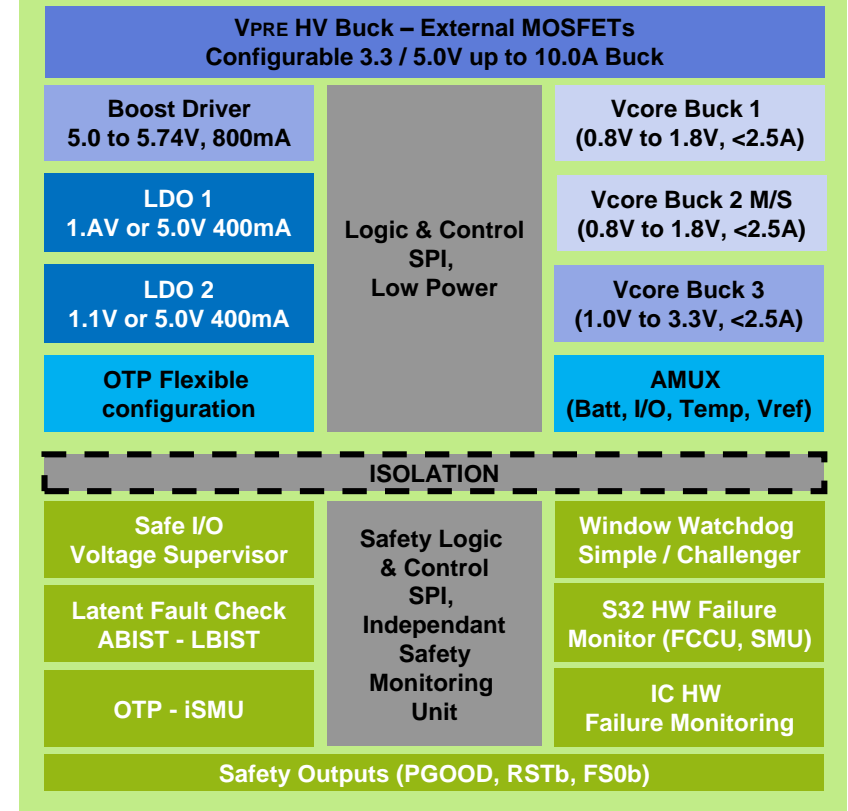 VPRE HV Buck – External MOSFETs
Configurable 3.3 / 5.0V up to 10.0A Buck
Boost Driver
5.0 to 5.74V, 800mA
LDO 1
1.AV or 5.0V 400mA
LDO 2
1.1V or 5.0V 400mA
OTP Flexible
configuration
Logic & Control
SPI,
Low Power
Vcore Buck 1
(0.8V to 1.8V, <2.5A)
Vcore Buck 2 M/S
(0.8V to 1.8V, <2.5A)
Vcore Buck 3
(1.0V to 3.3V, <2.5A)
AMUX
(Batt, I/O, Temp, Vref)
ISOLATION
Safe I/O
Voltage Supervisor
Latent Fault Check
ABIST - LBIST
OTP - iSMU
Safety Logic
& Control
SPI,
Independant
Safety
Monitoring
Unit
Window Watchdog
Simple / Challenger
S32 HW Failure
Monitor (FCCU, SMU)
IC HW
Failure Monitoring
Safety Outputs (PGOOD, RSTb, FS0b)